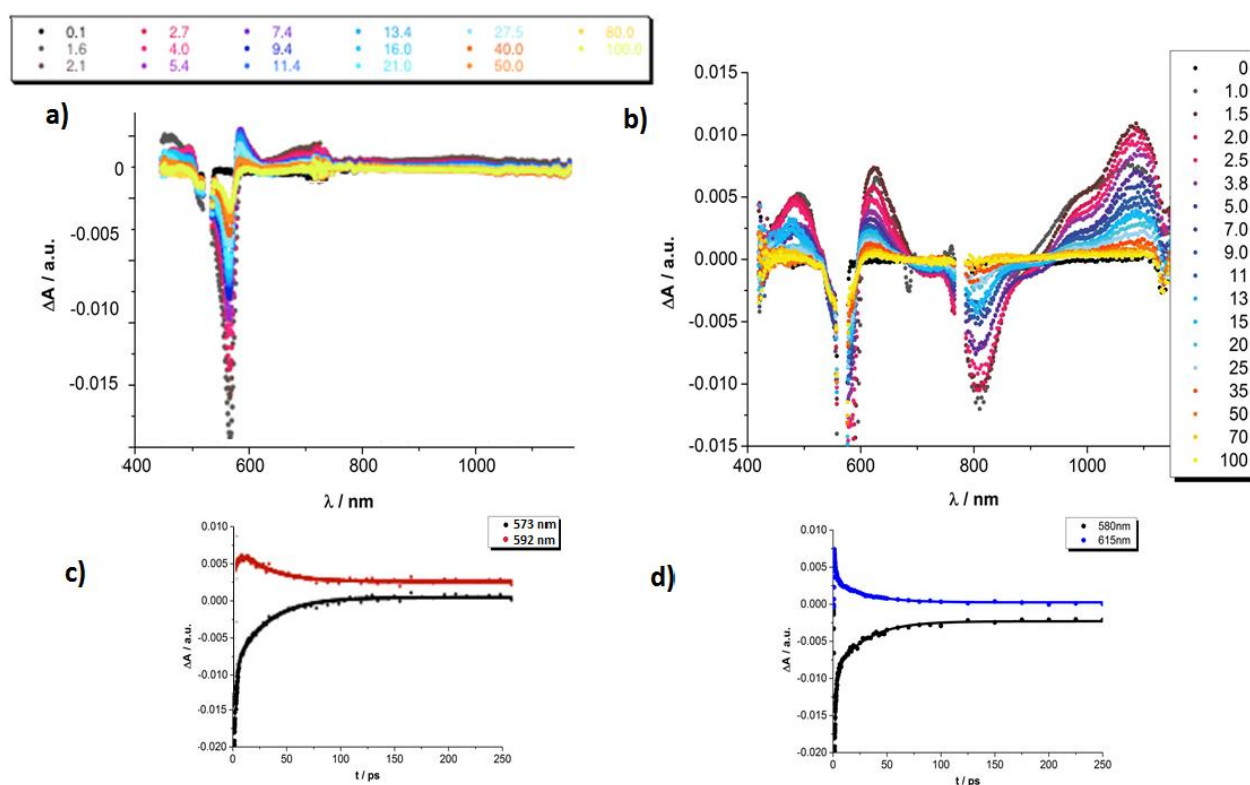 0.1 2.7 7.4 13.4 27.5 80.0
1.6 4.0 9.4 16.0 40.0 100.0
2.1 5.4 11.4 21.0 50.0
a)
0
-0.005
-0.010
-0.015
ΔA / a.u.
400 600 800 1000
λ / nm
b)
0.015
0.010
0.005
0.000
-0.005
-0.010
-0.015
ΔA / a.u.
400 600 800 1000
λ / nm
0
1.0
1.5
2.0
2.5
3.8
5.0
7.0
9.0
11
13
15
20
25
35
50
70
100
c)
573 nm
592 nm
0.010
0.005
0.000
-0.005
-0.010
-0.015
-0.020
ΔA / a.u.
0 50 100 150 200 250
t / ps
d)
580nm
615nm
0.010
0.005
0.000
-0.005
-0.010
-0.015
-0.020
ΔA / a.u.
0 50 100 150 200 250
t / ps